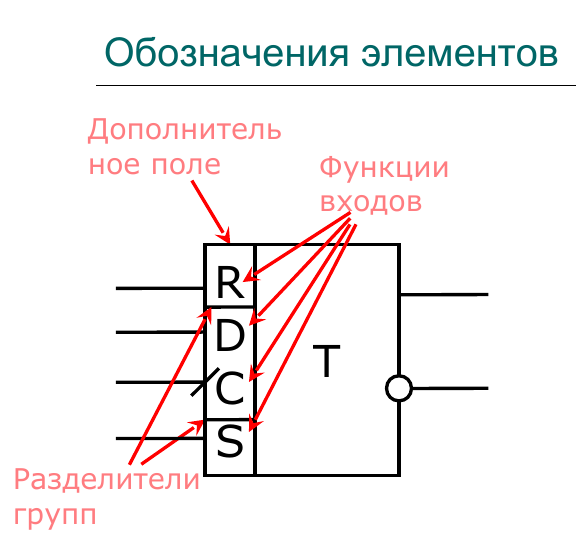 Обозначения элементов
Дополнитель
ное поле
Функции
входов
R
D
T
C
S
Разделители
групп